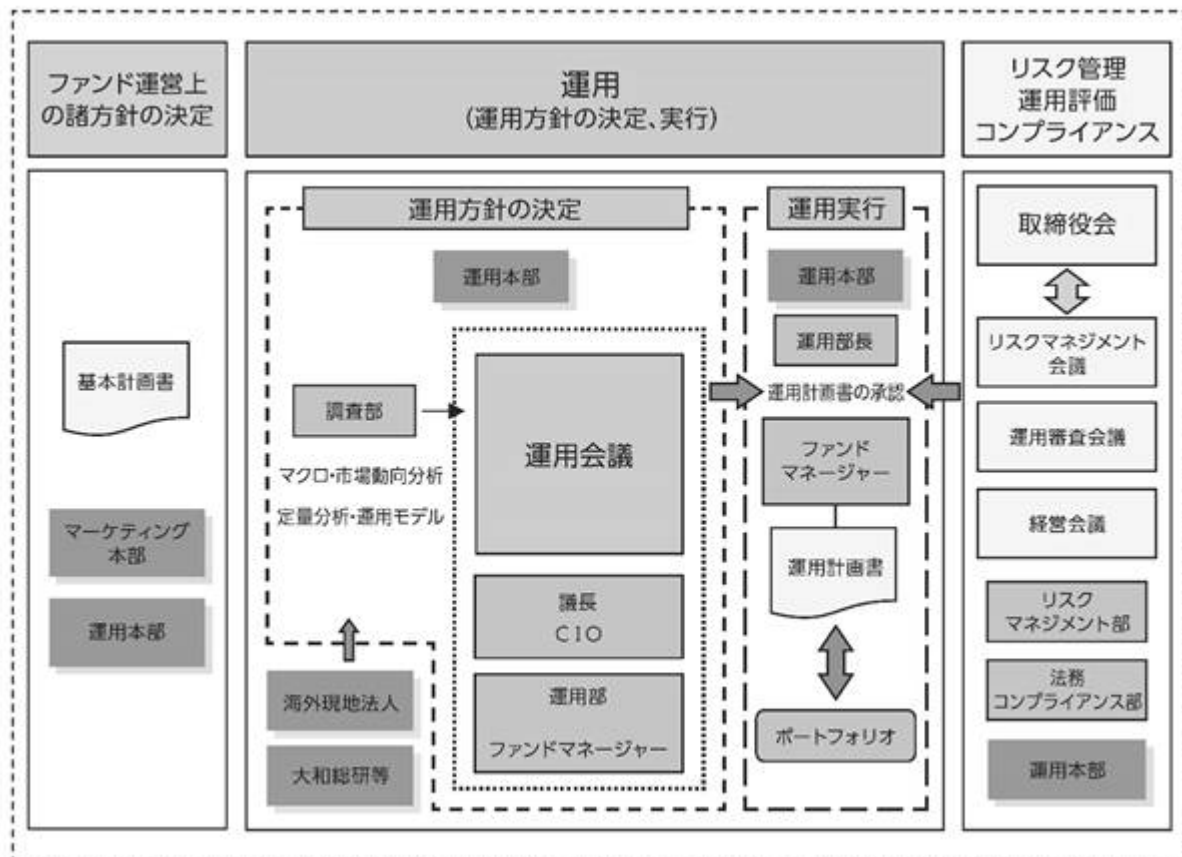 ファンド運営上
の諸方針の決定
運用
(運用方針の決定、実行)
リスク管理
運用評価
コンプライアンス
基本計画書
マーケティング
本部
運用本部
運用方針の決定
運用本部
調査部
マクロ・市場動向分析
定量分析・運用モデル
海外現地法人
大和総研等
運用会議
議長
CIO
運用部
ファンドマネージャー
運用実行
運用本部
運用部長
運用計画書の承認
ファンド
マネージャー
運用計画書
ポートフォリオ
取締役会
リスクマネジメント
会議
運用審査会議
経営会議
リスク
マネジメント部
法務
コンプライアンス部
運用本部